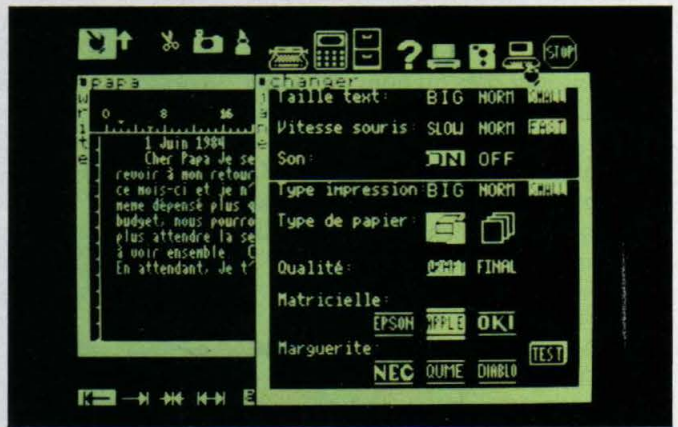 STOP
papa
write
0 8 16
1 Juin 1984
Cher Papa Je se
revoir à mon retour
ce mois-ci et je n'
meme dépensé plus
budget, nous pourro
plus attendre la se
à voir ensemble. C
En attendant, Je t'
changer
Taille text: BIG NORM SMALL
Vitesse souris: SLOW NORM FAST
Son: ON OFF
Type impression: BIG NORM SMALL
Type de papier:
Qualité: FINAL
Matricielle:
EPSON APPLE OKI
Marguerite:
TEST
NEC QUME DIABLO